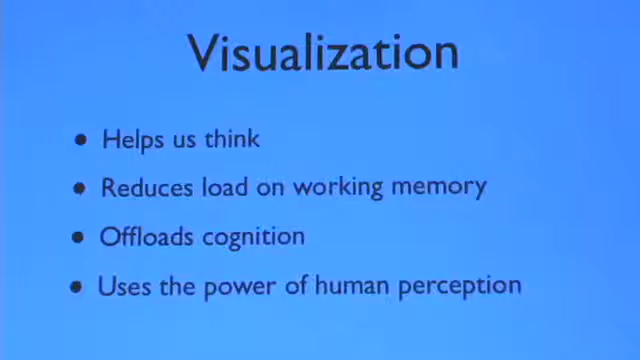 Visualization
• Helps us think
• Reduces load on working memory
• Offloads cognition
• Uses the power of human perception